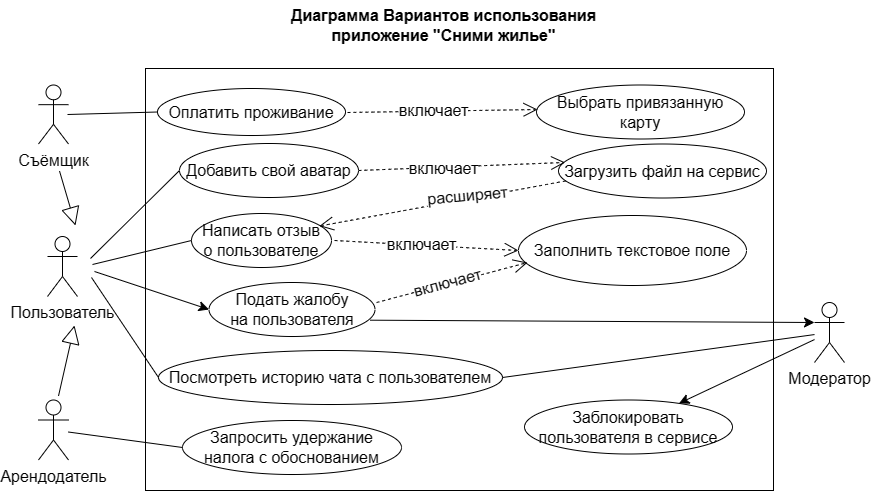 Диаграмма Вариантов использования
приложение "Сними жилье"
Оплатить проживание
включает
Выбрать привязанную
карту
Съёмщик
Добавить свой аватар
включает
Загрузить файл на сервис
расширяет
Написать отзыв
о пользователе
включает
Заполнить текстовое поле
включает
Пользователь
Подать жалобу
на пользователя
Модератор
Посмотреть историю чата с пользователем
Заблокировать
пользователя в сервисе
Запросить удержание
налога с обоснованием
Арендодатель